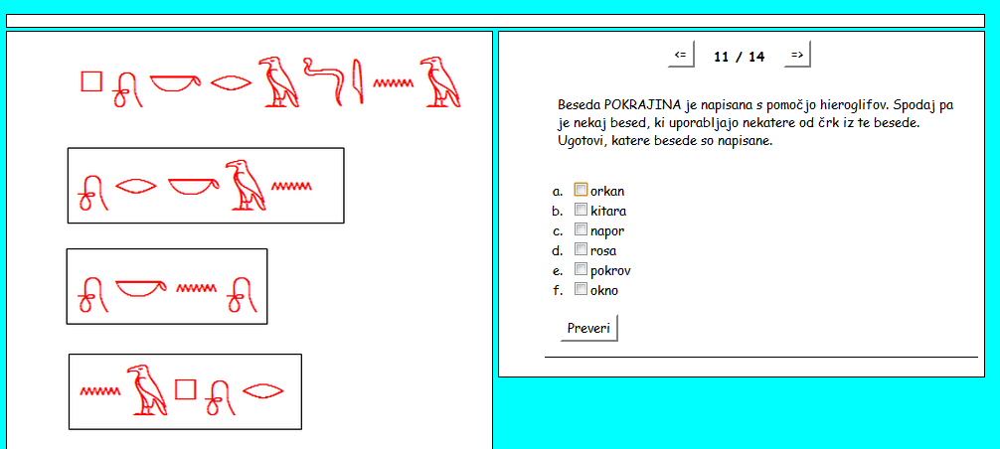 <= 11 / 14 =>
Beseda POKRAJINA je napisana s pomočjo hieroglifov. Spodaj pa
je nekaj besed, ki uporabljajo nekatere od črk iz te besede.
Ugotovi, katere besede so napisane.
a. orkan
b. kitara
c. napor
d. rosa
e. pokrov
f. okno
Preveri